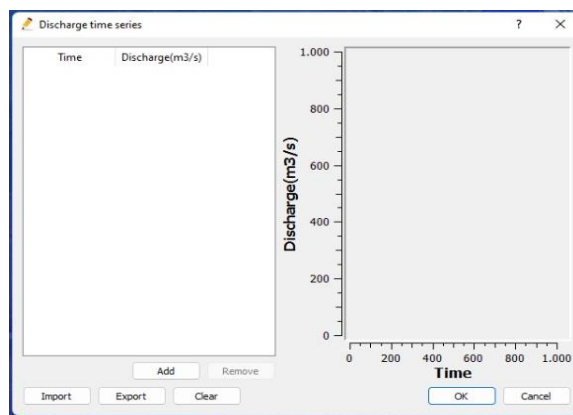 Discharge time series
?
Time Discharge(m3/s)
Add Remove
Import Export Clear
Discharge(m3/s)
1.000
800
600
400
200
0
0 200 400 600 800 1.000
Time
OK Cancel